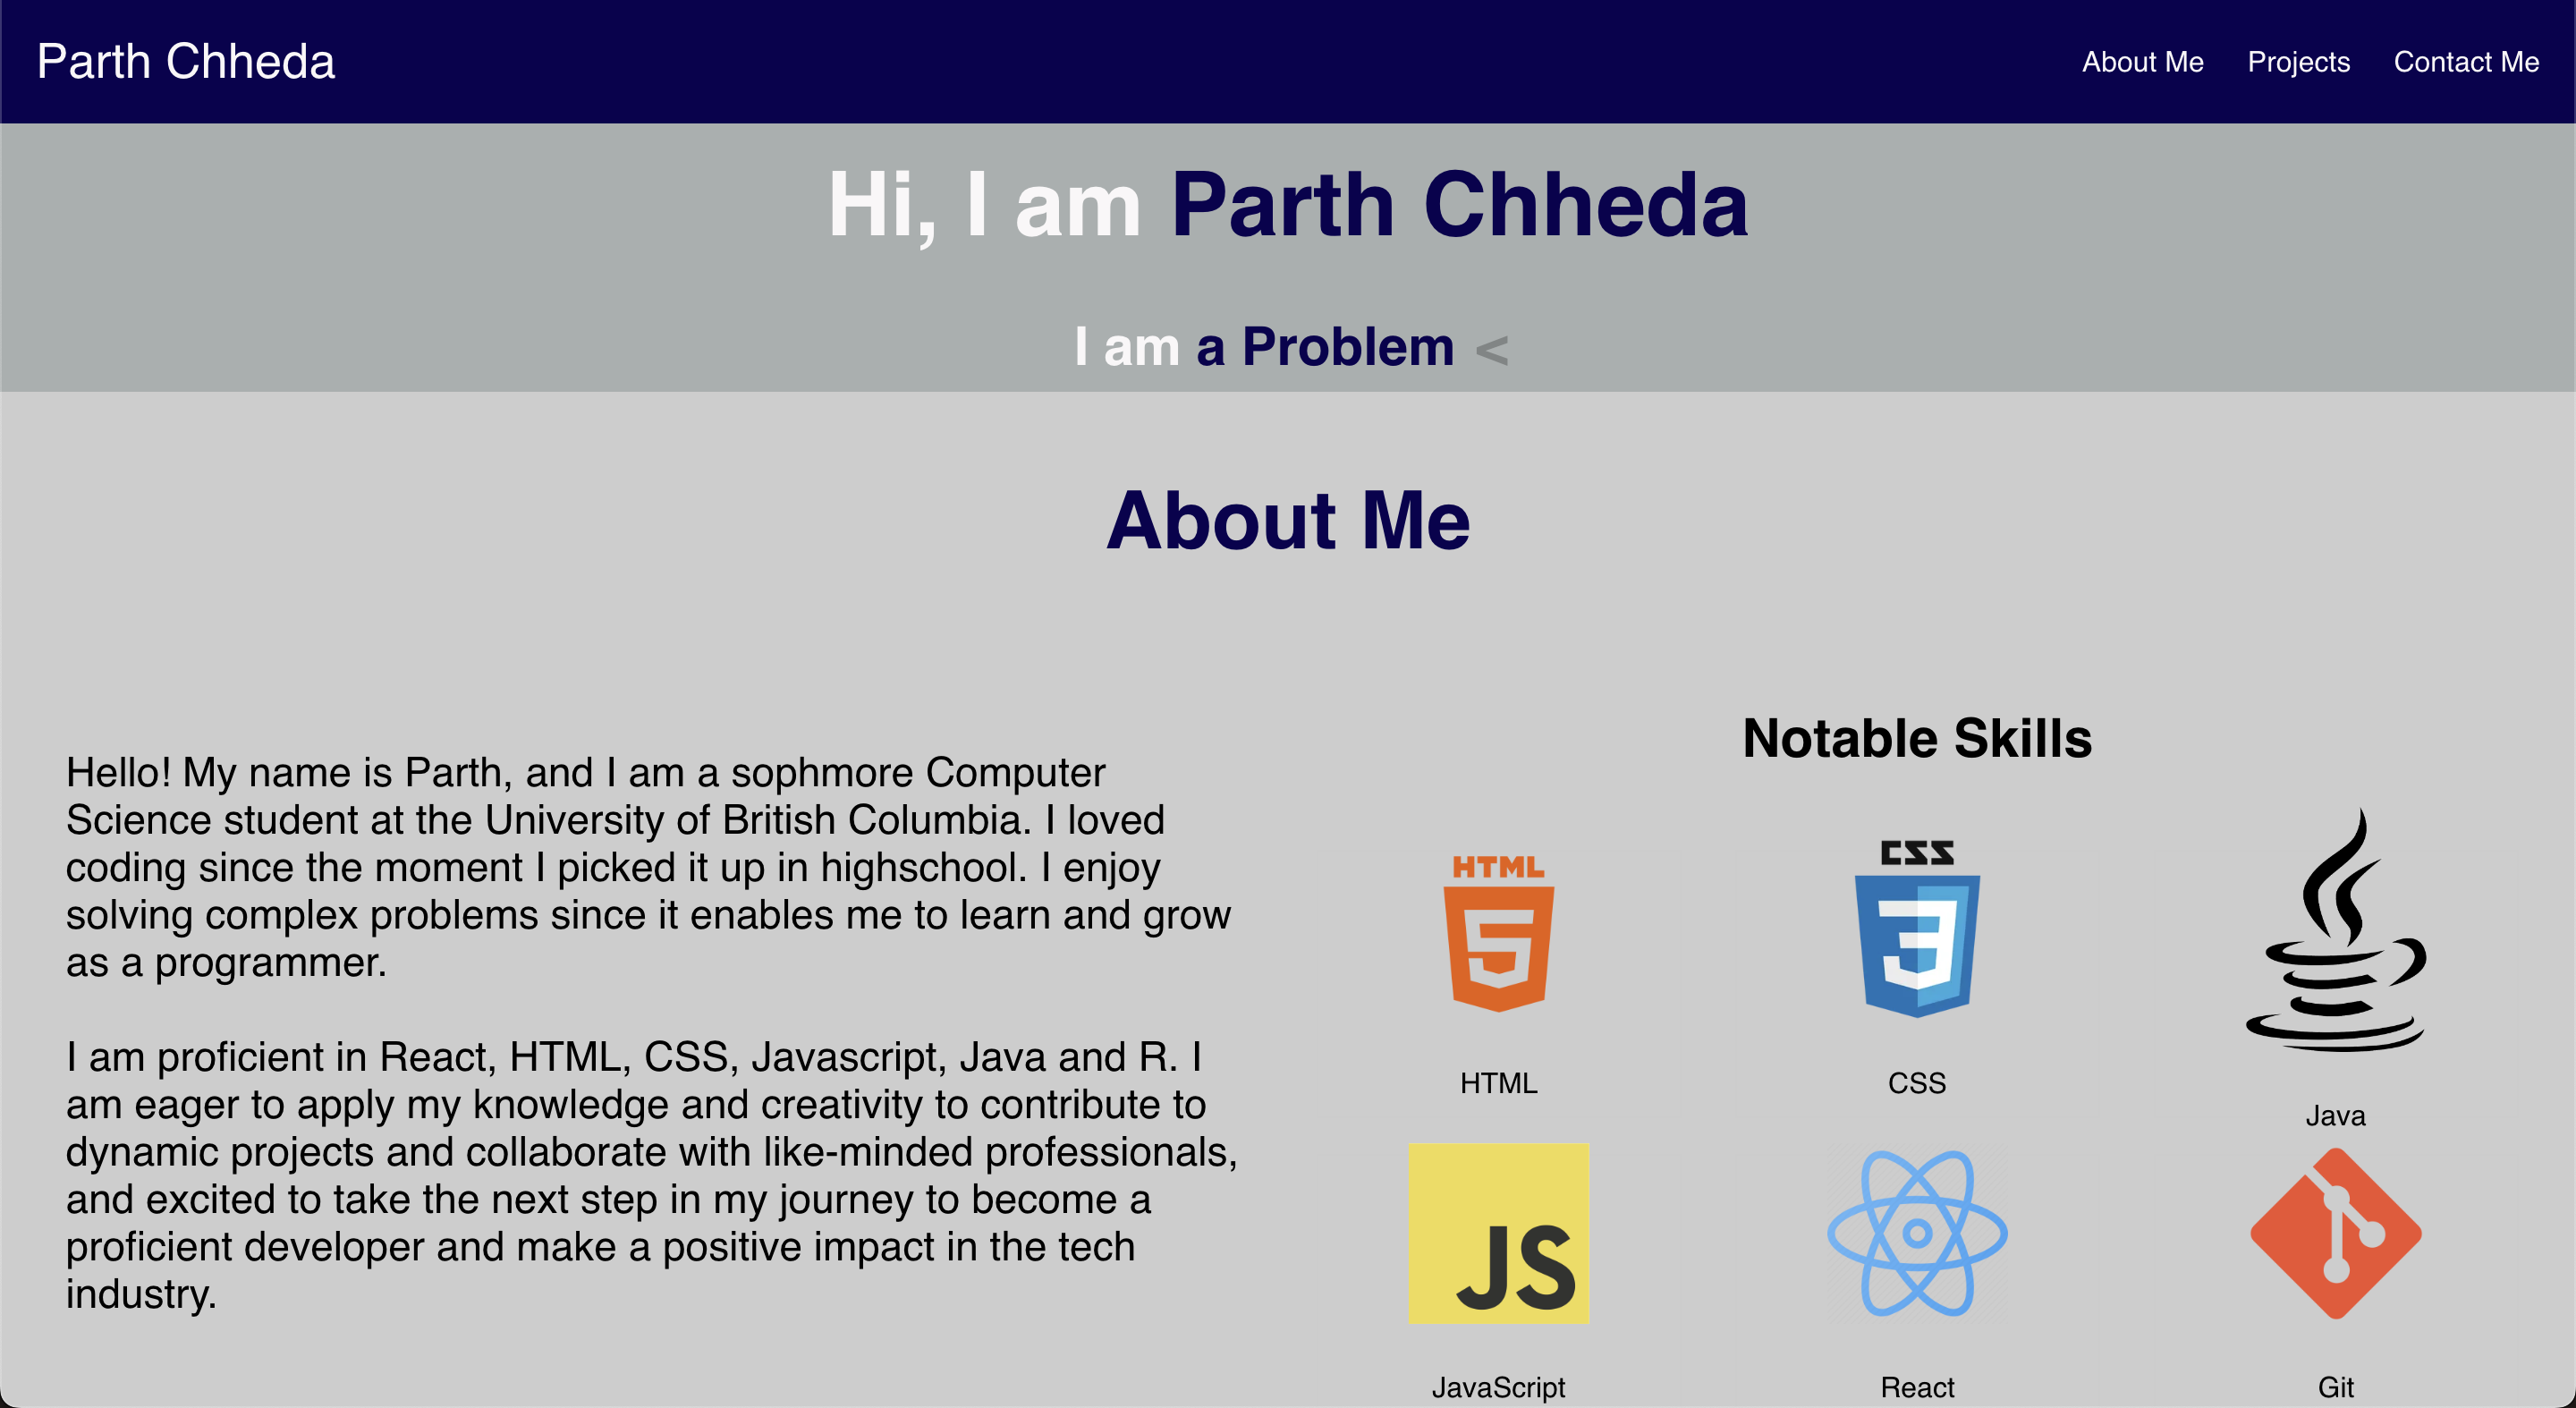 Parth Chheda
About Me Projects Contact Me
Hi, I am Parth Chheda
I am a Problem <
About Me
Hello! My name is Parth, and I am a sophmore Computer
Science student at the University of British Columbia. I loved
coding since the moment I picked it up in highschool. I enjoy
solving complex problems since it enables me to learn and grow
as a programmer.
I am proficient in React, HTML, CSS, Javascript, Java and R. I
am eager to apply my knowledge and creativity to contribute to
dynamic projects and collaborate with like-minded professionals,
and excited to take the next step in my journey to become a
proficient developer and make a positive impact in the tech
industry.
Notable Skills
HTML
5
HTML
CSS
3
CSS
Java
JS
JavaScript
React
Git